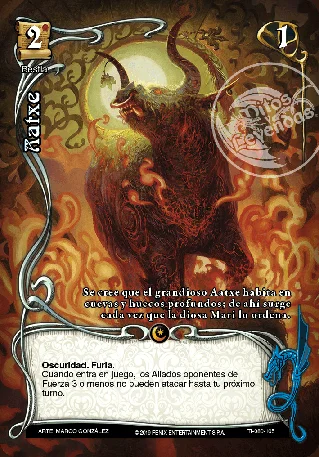 2
1
Bestia
Aatxe
Mitos
Leyendas
Se cree que el grandioso Aatxe habita en
cuevas y huecos profundos; de ahí surge
cada vez que la diosa Mari lo ordena.
Oscuridad. Furia.
Cuando entra en juego, los Aliados oponentes de
Fuerza 3 o menos no pueden atacar hasta tu próximo
turno.
ARTE: MARCO GONZÁLEZ
© 2016 FENIX ENTERTAINMENT S.P.A.